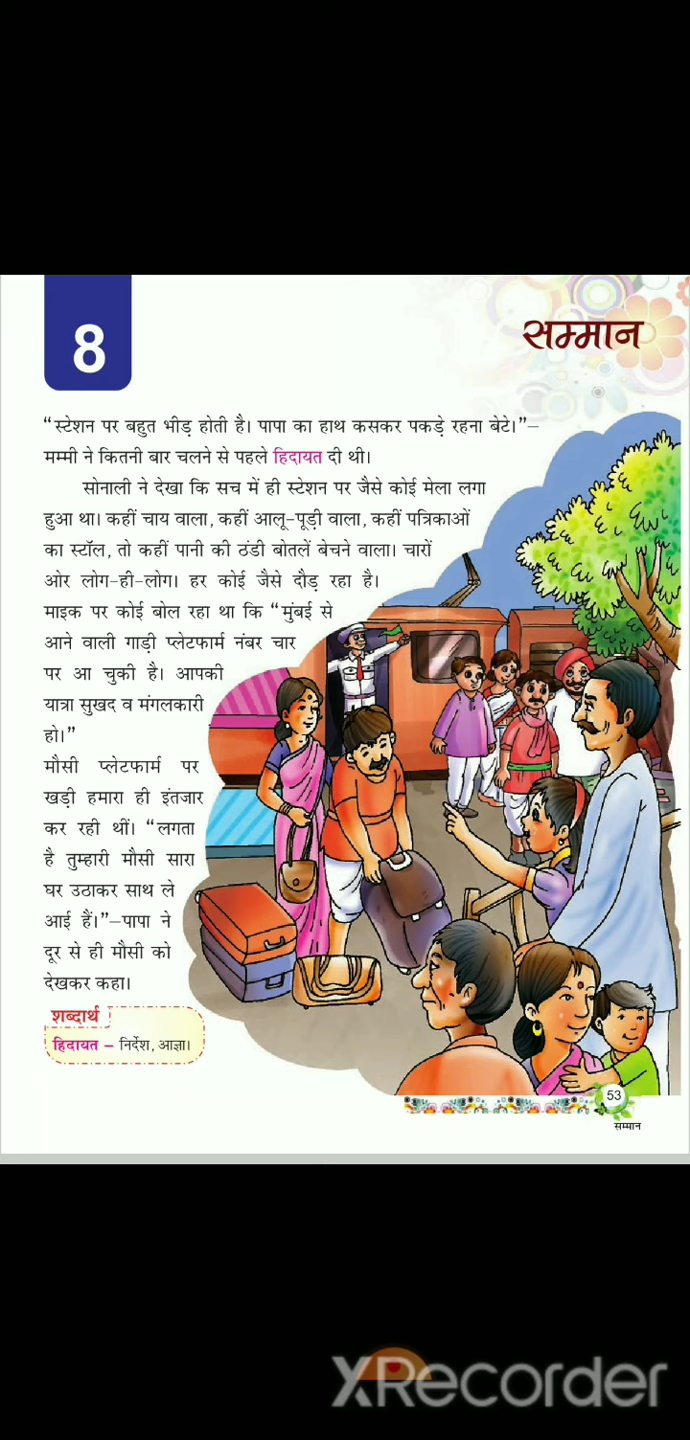 8
सम्मान
“स्टेशन पर बहुत भीड़ होती है। पापा का हाथ कसकर पकड़े रहना बेटे।”–
मम्मी ने कितनी बार चलने से पहले हिदायत दी थी।
सोनाली ने देखा कि सच में ही स्टेशन पर जैसे कोई मेला लगा
हुआ था। कहीं चाय वाला, कहीं आलू-पूड़ी वाला, कहीं पत्रिकाओं
का स्टॉल, तो कहीं पानी की ठंडी बोतलें बेचने वाला। चारों
ओर लोग-ही-लोग। हर कोई जैसे दौड़ रहा है।
माइक पर कोई बोल रहा था कि “मुंबई से
आने वाली गाड़ी प्लेटफार्म नंबर चार
पर आ चुकी है। आपकी
यात्रा सुखद व मंगलकारी
हो।”
मौसी प्लेटफार्म पर
खड़ी हमारा ही इंतजार
कर रही थीं। “लगता
है तुम्हारी मौसी सारा
घर उठाकर साथ ले
आई हैं।”–पापा ने
दूर से ही मौसी को
देखकर कहा।
शब्दार्थ
हिदायत – निर्देश, आज्ञा।
53
सम्मान
XRecorder